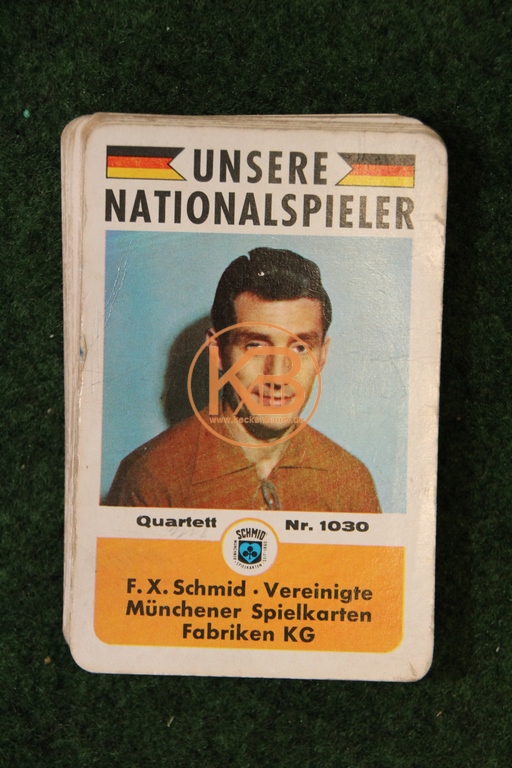 UNSERE
NATIONALSPIELER
KB
Quartett Nr. 1030
SCHMID
F. X. Schmid · Vereinigte
Münchener Spielkarten
Fabriken KG